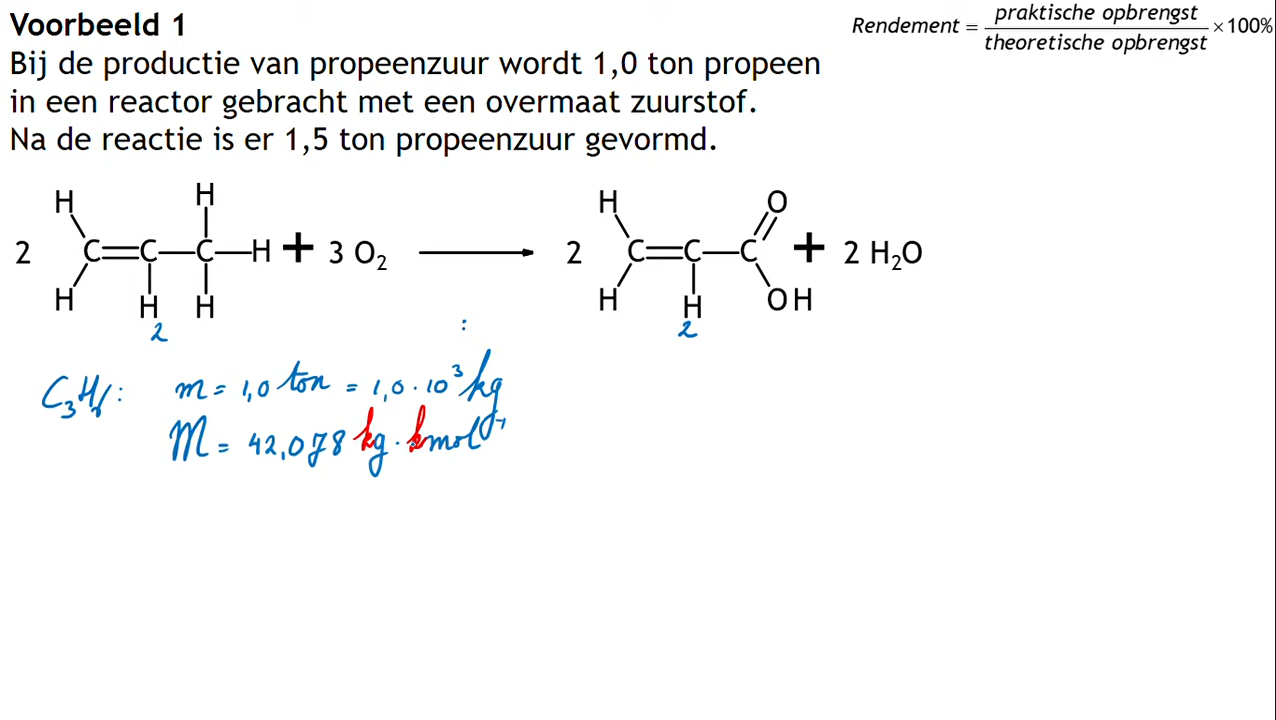 Voorbeeld 1
Rendement = praktische opbrengst / theoretische opbrengst × 100%
Bij de productie van propeenzuur wordt 1,0 ton propeen
in een reactor gebracht met een overmaat zuurstof.
Na de reactie is er 1,5 ton propeenzuur gevormd.
H H H O
2 C=C—C—H + 3 O₂ → 2 C=C—C + 2 H₂O
H H H H H OH
2 : 2
C₃H₆: m = 1,0 ton = 1,0 · 10³ kg
M = 42,078 kg · kmol⁻¹